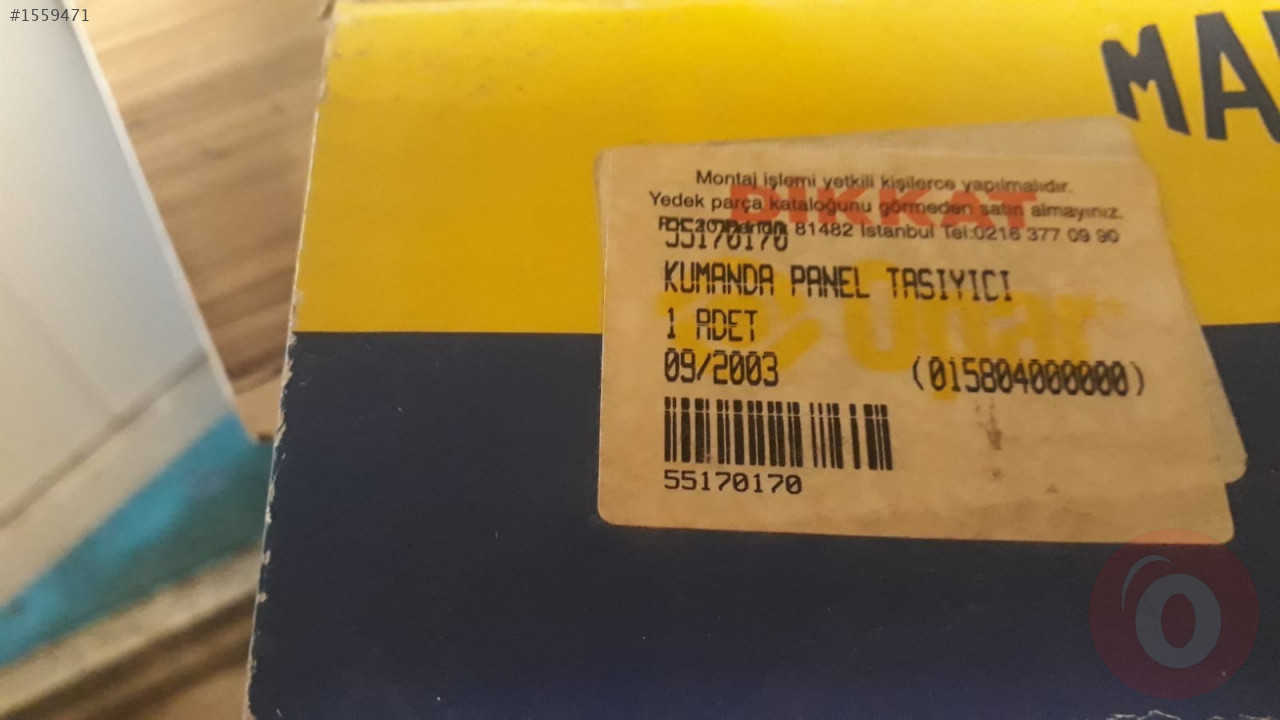 #1559471
MA
Montaj işlemi yetkili kişilerce yapılmalıdır.
DİKKAT
Yedek parça kataloğunu görmeden satın almayınız.
81482 İstanbul Tel:0216 377 09 90
55170170
KUMANDA PANEL TASIYICI
1 ADET
09/2003 (015804000000)
55170170